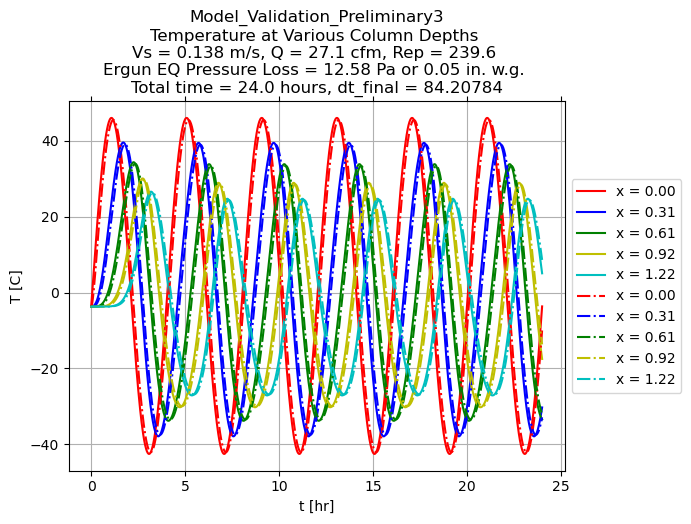 Model_Validation_Preliminary3
Temperature at Various Column Depths
Vs = 0.138 m/s, Q = 27.1 cfm, Rep = 239.6
Ergun EQ Pressure Loss = 12.58 Pa or 0.05 in. w.g.
Total time = 24.0 hours, dt_final = 84.20784
T [C]
40
20
0
−20
−40
0 5 10 15 20 25
t [hr]
x = 0.00
x = 0.31
x = 0.61
x = 0.92
x = 1.22
x = 0.00
x = 0.31
x = 0.61
x = 0.92
x = 1.22